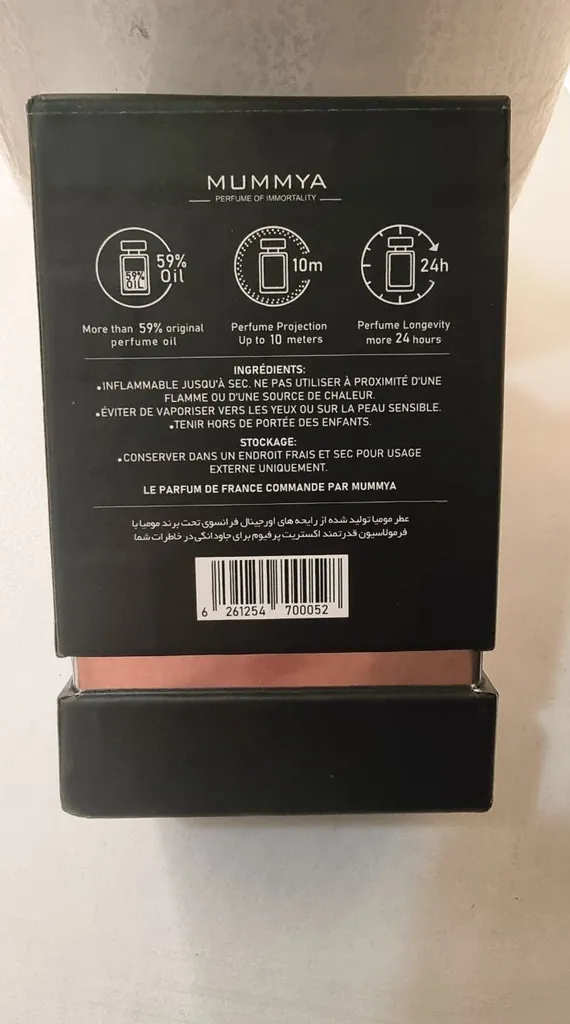 MUMMYA
PERFUME OF IMMORTALITY
59%
Oil
59%
OIL
10m
24h
More than 59% original
perfume oil
Perfume Projection
Up to 10 meters
Perfume Longevity
more 24 hours
INGRÉDIENTS:
•INFLAMMABLE JUSQU'À SEC. NE PAS UTILISER À PROXIMITÉ D'UNE
FLAMME OU D'UNE SOURCE DE CHALEUR.
•ÉVITER DE VAPORISER VERS LES YEUX OU SUR LA PEAU SENSIBLE.
•TENIR HORS DE PORTÉE DES ENFANTS.
STOCKAGE:
•CONSERVER DANS UN ENDROIT FRAIS ET SEC POUR USAGE
EXTERNE UNIQUEMENT.
LE PARFUM DE FRANCE COMMANDE PAR MUMMYA
عطر مومیا تولید شده از رایحه های اورجینال فرانسوی تحت برند مومیا با
فرمولاسیون قدرتمند اکستریت پرفیوم برای جاودانگی در خاطرات شما
6 261254 700052